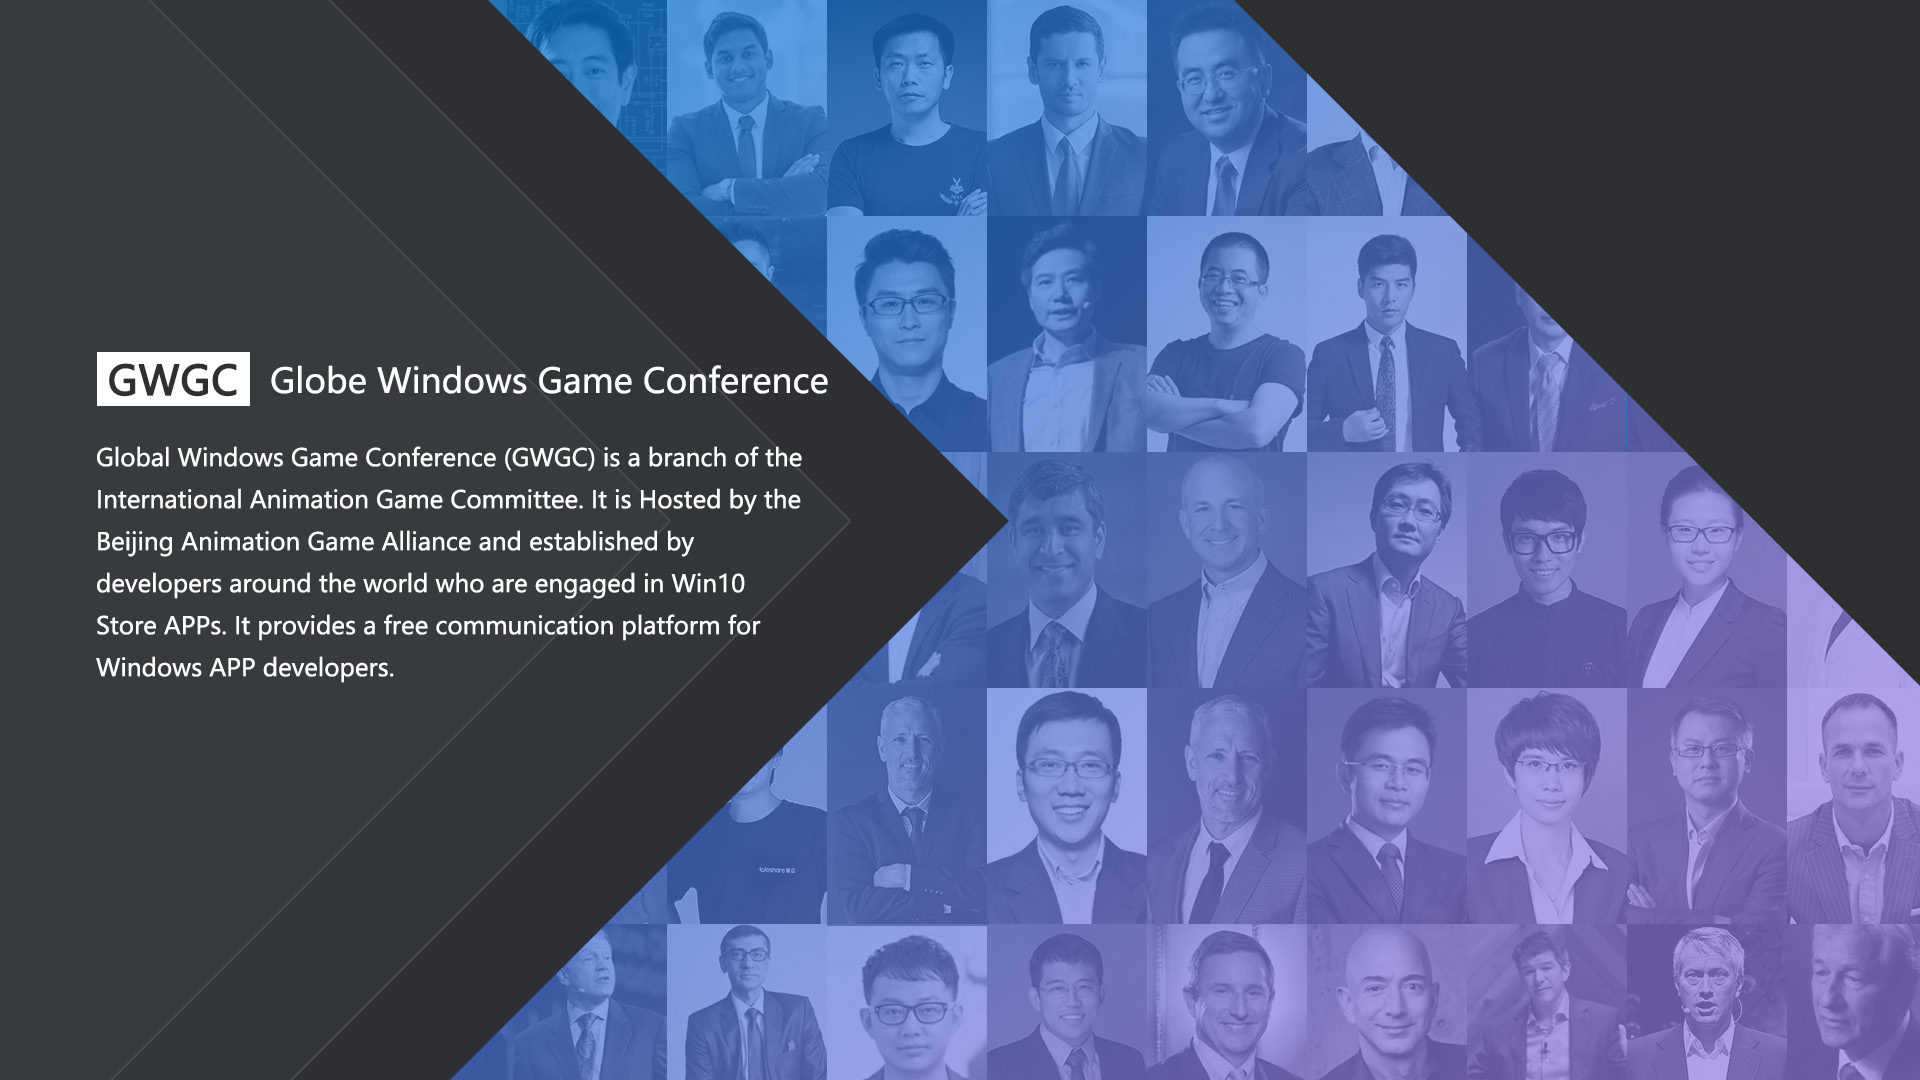 GWGC Globe Windows Game Conference
Global Windows Game Conference (GWGC) is a branch of the
International Animation Game Committee. It is Hosted by the
Beijing Animation Game Alliance and established by
developers around the world who are engaged in Win10
Store APPs. It provides a free communication platform for
Windows APP developers.